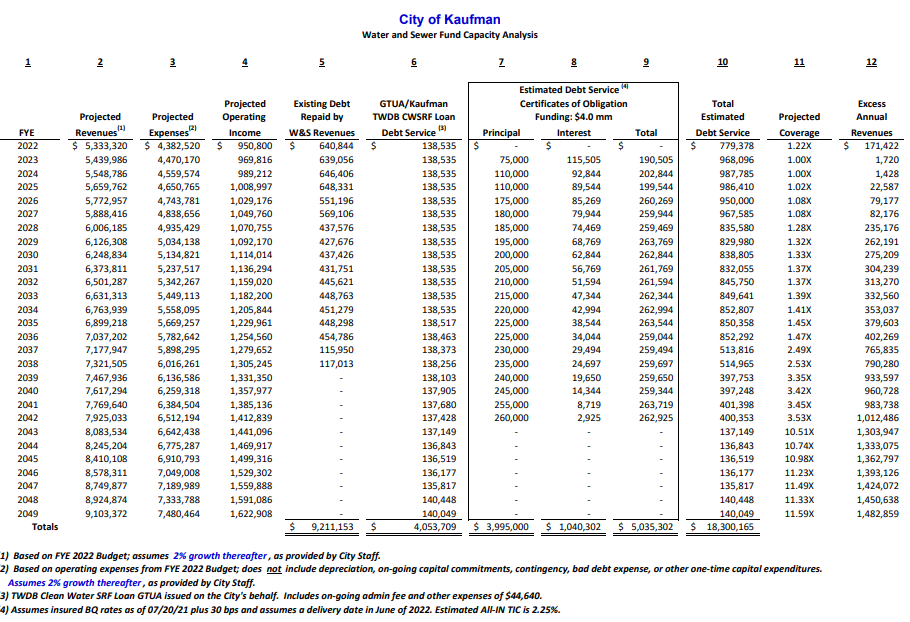 City of Kaufman
Water and Sewer Fund Capacity Analysis
1 2 3 4 5 6 7 8 9 10 11 12
Estimated Debt Service (4)
Projected Existing Debt GTUA/Kaufman Certificates of Obligation Total Excess
Projected Projected Operating Repaid by TWDB CWSRF Loan Funding: $4.0 mm Estimated Projected Annual
FYE Revenues(1) Expenses(2) Income W&S Revenues Debt Service (3) Principal Interest Total Debt Service Coverage Revenues
2022 $ 5,333,320 $ 4,382,520 $ 950,800 $ 640,844 $ 138,535 $ - $ - $ - $ 779,378 1.22X $ 171,422
2023 5,439,986 4,470,170 969,816 639,056 138,535 75,000 115,505 190,505 968,096 1.00X 1,720
2024 5,548,786 4,559,574 989,212 646,406 138,535 110,000 92,844 202,844 987,785 1.00X 1,428
2025 5,659,762 4,650,765 1,008,997 648,331 138,535 110,000 89,544 199,544 986,410 1.02X 22,587
2026 5,772,957 4,743,781 1,029,176 551,196 138,535 175,000 85,269 260,269 950,000 1.08X 79,177
2027 5,888,416 4,838,656 1,049,760 569,106 138,535 180,000 79,944 259,944 967,585 1.08X 82,176
2028 6,006,185 4,935,429 1,070,755 437,576 138,535 185,000 74,469 259,469 835,580 1.28X 235,176
2029 6,126,308 5,034,138 1,092,170 427,676 138,535 195,000 68,769 263,769 829,980 1.32X 262,191
2030 6,248,834 5,134,821 1,114,014 437,426 138,535 200,000 62,844 262,844 838,805 1.33X 275,209
2031 6,373,811 5,237,517 1,136,294 431,751 138,535 205,000 56,769 261,769 832,055 1.37X 304,239
2032 6,501,287 5,342,267 1,159,020 445,621 138,535 210,000 51,594 261,594 845,750 1.37X 313,270
2033 6,631,313 5,449,113 1,182,200 448,763 138,535 215,000 47,344 262,344 849,641 1.39X 332,560
2034 6,763,939 5,558,095 1,205,844 451,279 138,535 220,000 42,994 262,994 852,807 1.41X 353,037
2035 6,899,218 5,669,257 1,229,961 448,298 138,517 225,000 38,544 263,544 850,358 1.45X 379,603
2036 7,037,202 5,782,642 1,254,560 454,786 138,463 225,000 34,044 259,044 852,292 1.47X 402,269
2037 7,177,947 5,898,295 1,279,652 115,950 138,373 230,000 29,494 259,494 513,816 2.49X 765,835
2038 7,321,505 6,016,261 1,305,245 117,013 138,256 235,000 24,697 259,697 514,965 2.53X 790,280
2039 7,467,936 6,136,586 1,331,350 - 138,103 240,000 19,650 259,650 397,753 3.35X 933,597
2040 7,617,294 6,259,318 1,357,977 - 137,905 245,000 14,344 259,344 397,248 3.42X 960,728
2041 7,769,640 6,384,504 1,385,136 - 137,680 255,000 8,719 263,719 401,398 3.45X 983,738
2042 7,925,033 6,512,194 1,412,839 - 137,428 260,000 2,925 262,925 400,353 3.53X 1,012,486
2043 8,083,534 6,642,438 1,441,096 - 137,149 - - - 137,149 10.51X 1,303,947
2044 8,245,204 6,775,287 1,469,917 - 136,843 - - - 136,843 10.74X 1,333,075
2045 8,410,108 6,910,793 1,499,316 - 136,519 - - - 136,519 10.98X 1,362,797
2046 8,578,311 7,049,008 1,529,302 - 136,177 - - - 136,177 11.23X 1,393,126
2047 8,749,877 7,189,989 1,559,888 - 135,817 - - - 135,817 11.49X 1,424,072
2048 8,924,874 7,333,788 1,591,086 - 140,448 - - - 140,448 11.33X 1,450,638
2049 9,103,372 7,480,464 1,622,908 - 140,049 - - - 140,049 11.59X 1,482,859
Totals $ 9,211,153 $ 4,053,709 $ 3,995,000 $ 1,040,302 $ 5,035,302 $ 18,300,165
1) Based on FYE 2022 Budget; assumes 2% growth thereafter, as provided by City Staff.
2) Based on operating expenses from FYE 2022 Budget; does not include depreciation, on-going capital commitments, contingency, bad debt expense, or other one-time capital expenditures.
Assumes 2% growth thereafter, as provided by City Staff.
3) TWDB Clean Water SRF Loan GTUA issued on the City's behalf. Includes on-going admin fee and other expenses of $44,640.
4) Assumes insured BQ rates as of 07/20/21 plus 30 bps and assumes a delivery date in June of 2022. Estimated All-IN TIC is 2.25%.